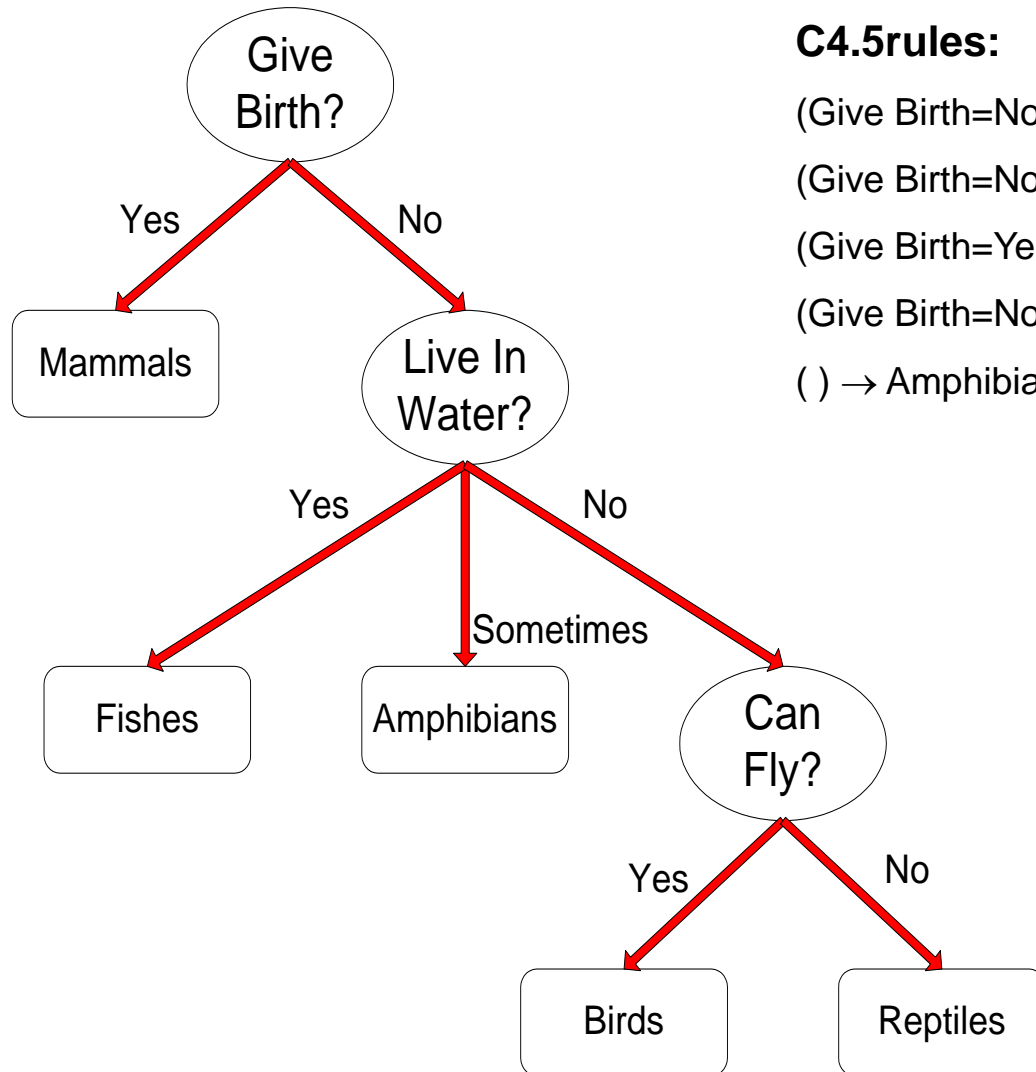 Give
Birth?
Yes
No
Mammals
Live In
Water?
Yes
Sometimes
No
Fishes
Amphibians
Can
Fly?
Yes
No
Birds
Reptiles
C4.5rules:
(Give Birth=No
(Give Birth=No
(Give Birth=Ye
(Give Birth=No
( ) → Amphibia